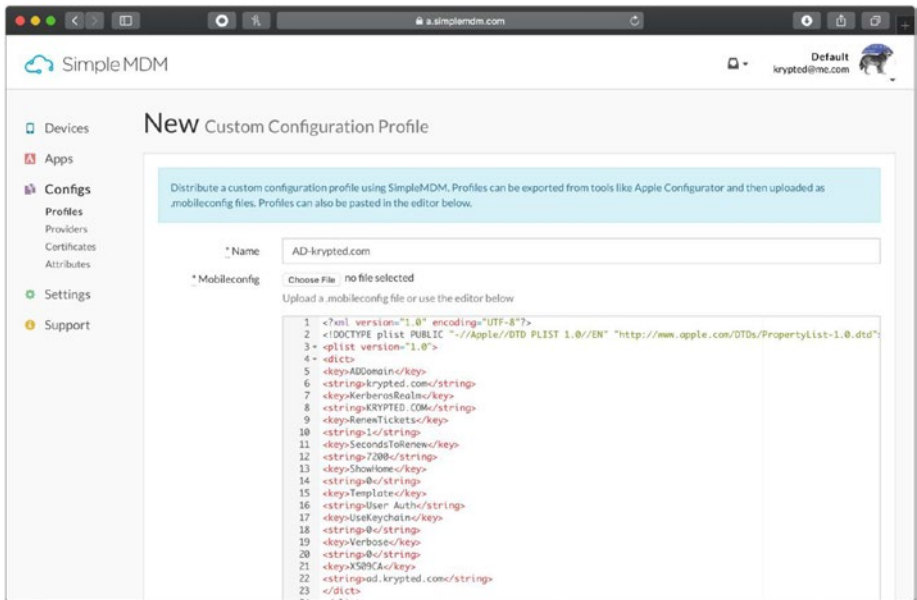 a.simplemdm.com
SimpleMDM
Default
krypted@me.com
Devices
Apps
Configs
Profiles
Providers
Certificates
Attributes
Settings
Support
New Custom Configuration Profile
Distribute a custom configuration profile using SimpleMDM. Profiles can be exported from tools like Apple Configurator and then uploaded as
.mobileconfig files. Profiles can also be pasted in the editor below.
* Name AD-krypted.com
* Mobileconfig Choose File no file selected
Upload a .mobileconfig file or use the editor below
1 <?xml version="1.0" encoding="UTF-8"?>
2 <!DOCTYPE plist PUBLIC "-//Apple//DTD PLIST 1.0//EN" "http://www.apple.com/DTDs/PropertyList-1.0.dtd">
3 <plist version="1.0">
4 <dict>
5 <key>ADDomain</key>
6 <string>krypted.com</string>
7 <key>KerberosRealm</key>
8 <string>KRYPTED.COM</string>
9 <key>RenewTickets</key>
10 <string>1</string>
11 <key>SecondsToRenew</key>
12 <string>7200</string>
13 <key>ShowHome</key>
14 <string>0</string>
15 <key>Template</key>
16 <string>User Auth</string>
17 <key>UseKeychain</key>
18 <string>0</string>
19 <key>Verbose</key>
20 <string>0</string>
21 <key>X509CA</key>
22 <string>ad.krypted.com</string>
23 </dict>